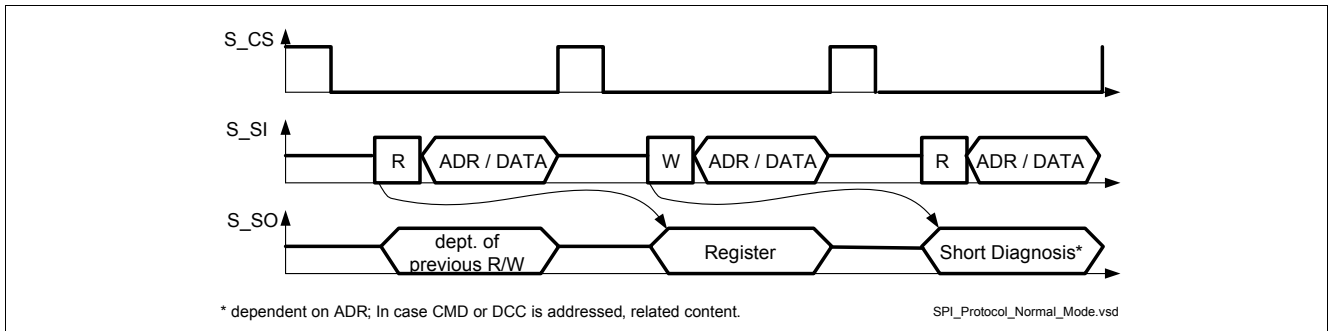 S_CS
S_SI
R
ADR / DATA
W
ADR / DATA
R
ADR / DATA
S_SO
dept. of
previous R/W
Register
Short Diagnosis*
* dependent on ADR; In case CMD or DCC is addressed, related content.
SPI_Protocol_Normal_Mode.vsd